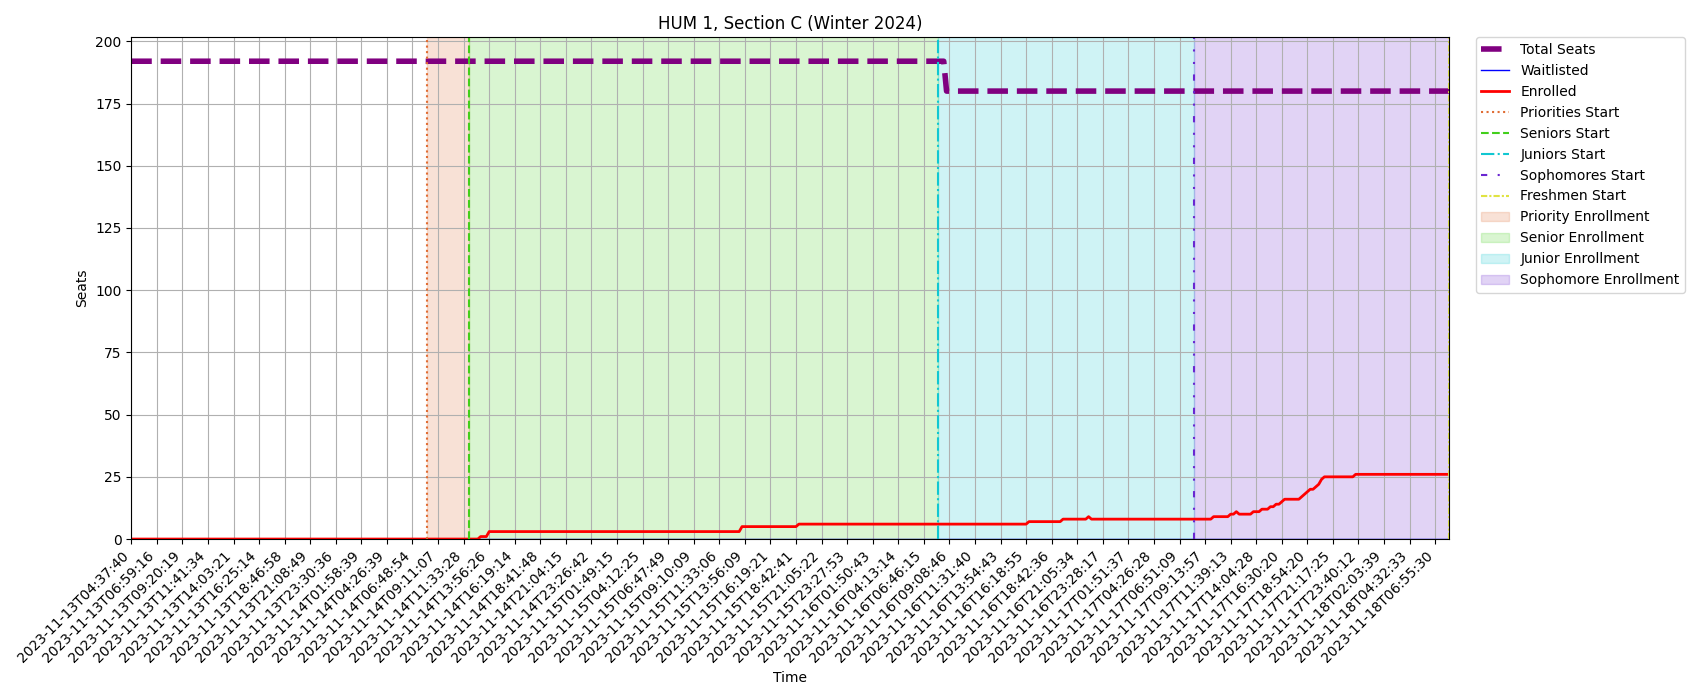 HUM 1, Section C (Winter 2024)
200
175
150
125
100
75
50
25
0
Seats
2023-11-13T04:37:40
2023-11-13T06:59:16
2023-11-13T09:20:19
2023-11-13T11:41:34
2023-11-13T14:03:21
2023-11-13T16:25:14
2023-11-13T18:46:58
2023-11-13T21:08:49
2023-11-13T23:30:36
2023-11-14T01:58:39
2023-11-14T04:26:39
2023-11-14T06:48:54
2023-11-14T09:11:07
2023-11-14T11:33:28
2023-11-14T13:56:26
2023-11-14T16:19:14
2023-11-14T18:41:48
2023-11-14T21:04:15
2023-11-14T23:26:42
2023-11-15T01:49:15
2023-11-15T04:12:25
2023-11-15T06:47:49
2023-11-15T09:10:09
2023-11-15T11:33:06
2023-11-15T13:56:09
2023-11-15T16:19:21
2023-11-15T18:42:41
2023-11-15T21:05:22
2023-11-15T23:27:53
2023-11-16T01:50:43
2023-11-16T04:13:14
2023-11-16T06:46:15
2023-11-16T09:08:46
2023-11-16T11:31:40
2023-11-16T13:54:43
2023-11-16T16:18:55
2023-11-16T18:42:36
2023-11-16T21:05:34
2023-11-16T23:28:17
2023-11-17T01:51:37
2023-11-17T04:26:28
2023-11-17T06:51:09
2023-11-17T09:13:57
2023-11-17T11:39:13
2023-11-17T14:04:28
2023-11-17T16:30:20
2023-11-17T18:54:20
2023-11-17T21:17:25
2023-11-17T23:40:12
2023-11-18T02:03:39
2023-11-18T04:32:33
2023-11-18T06:55:30
Time
Total Seats
Waitlisted
Enrolled
Priorities Start
Seniors Start
Juniors Start
Sophomores Start
Freshmen Start
Priority Enrollment
Senior Enrollment
Junior Enrollment
Sophomore Enrollment